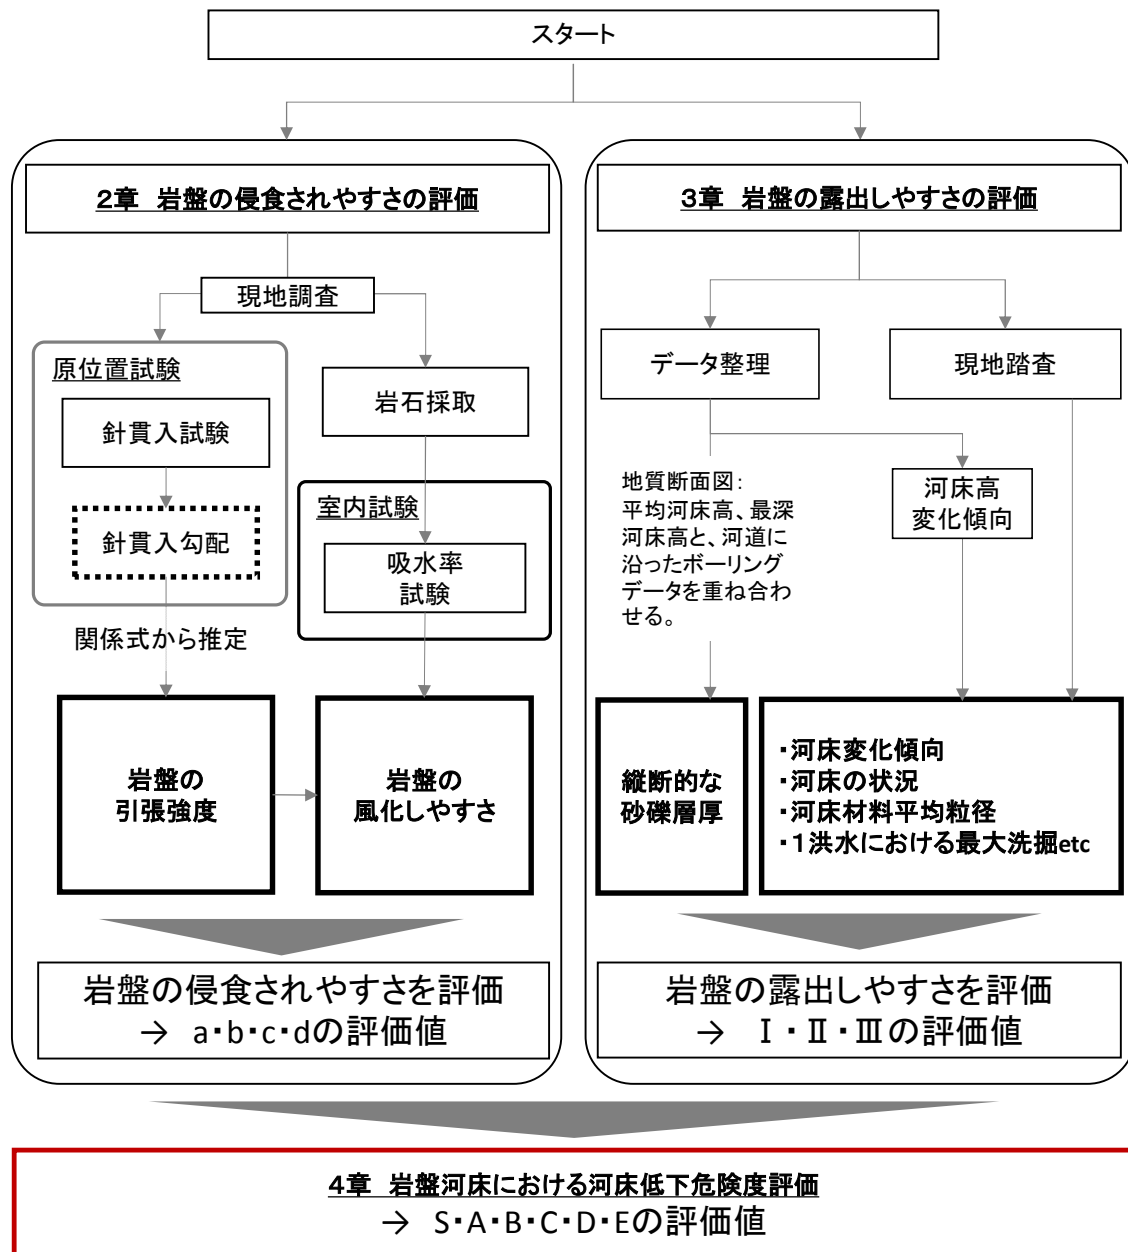 スタート
2章　岩盤の侵食されやすさの評価
現地調査
原位置試験
針貫入試験
針貫入勾配
関係式から推定
岩石採取
室内試験
吸水率
試験
岩盤の
引張強度
岩盤の
風化しやすさ
岩盤の侵食されやすさを評価
→ a・b・c・dの評価値
3章　岩盤の露出しやすさの評価
データ整理
現地踏査
地質断面図：
平均河床高、最深
河床高と、河道に
沿ったボーリング
データを重ね合わ
せる。
河床高
変化傾向
縦断的な
砂礫層厚
・河床変化傾向
・河床の状況
・河床材料平均粒径
・１洪水における最大洗掘etc
岩盤の露出しやすさを評価
→ Ⅰ・Ⅱ・Ⅲの評価値
4章　岩盤河床における河床低下危険度評価
→ S・A・B・C・D・Eの評価値